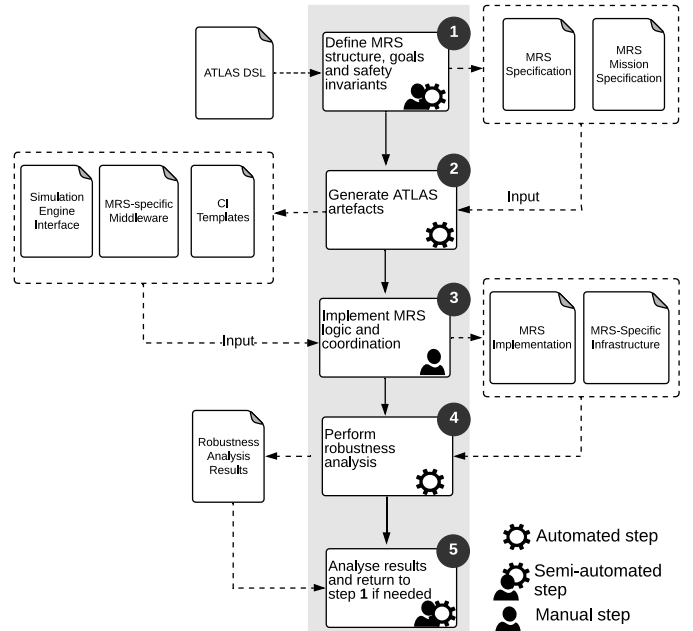 ATLAS DSL
1
Define MRS
structure, goals
and safety
invariants
MRS
Specification
MRS
Mission
Specification
2
Generate ATLAS
artefacts
Input
Simulation
Engine
Interface
MRS-specific
Middleware
CI
Templates
3
Implement MRS
logic and
coordination
Input
MRS
Implementation
MRS-Specific
Infrastructure
4
Perform
robustness
analysis
Robustness
Analysis
Results
5
Analyse results
and return to
step 1 if needed
Automated step
Semi-automated
step
Manual step